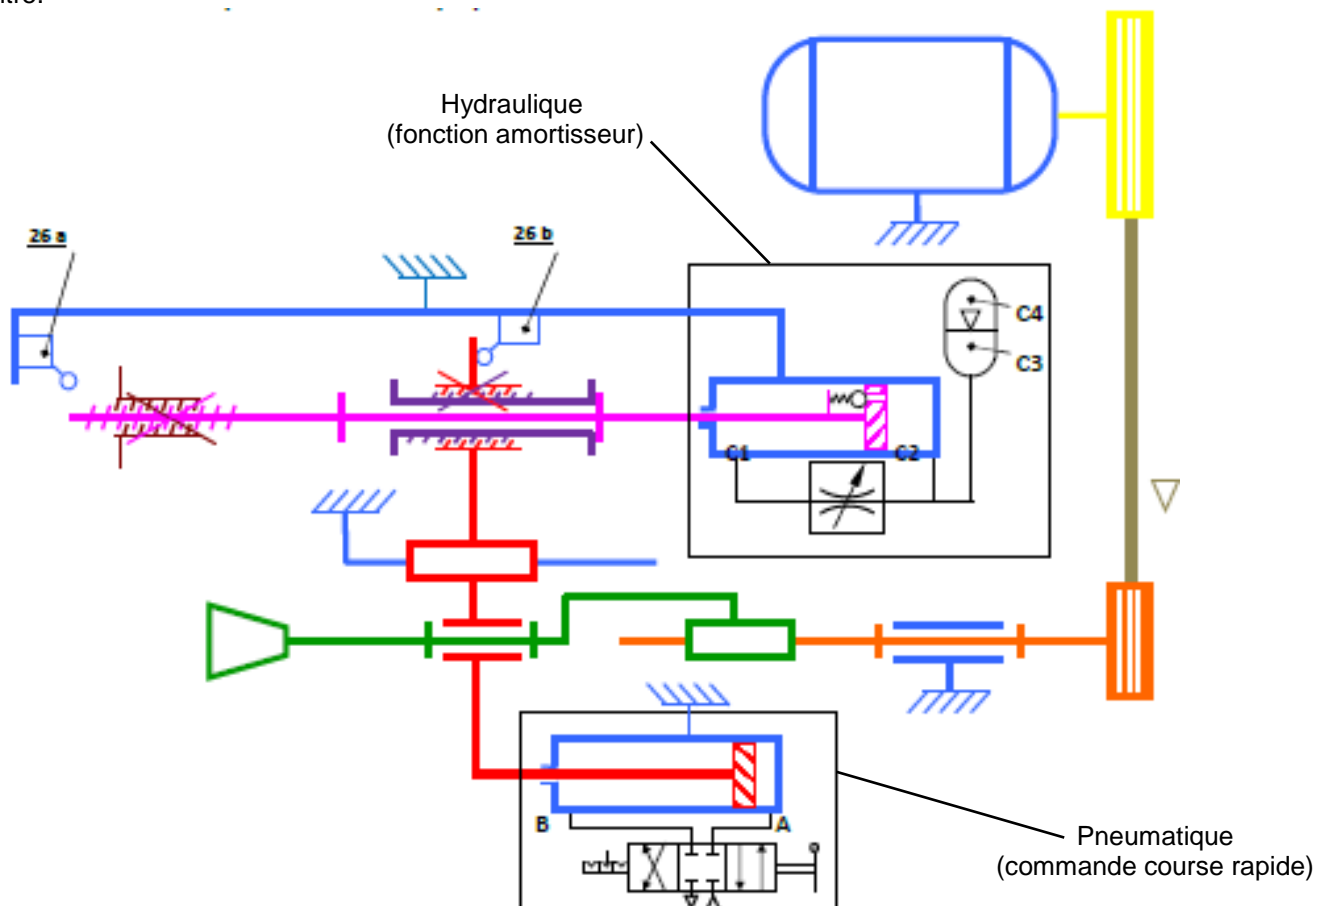 Hydraulique
(fonction amortisseur)
26 a
26 b
C4
C3
C1
C2
B
A
Pneumatique
(commande course rapide)